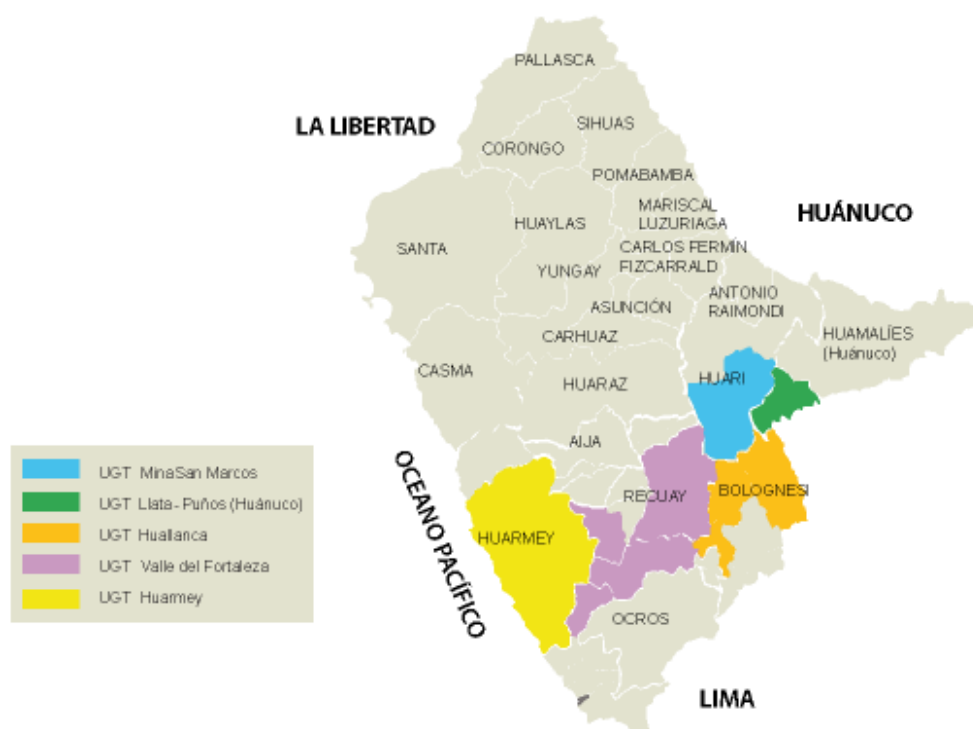 PALLASCA
LA LIBERTAD
SIHUAS
CORONGO
POMABAMBA
MARISCAL
LUZURIAGA
HUÁNUCO
HUAYLAS
SANTA
CARLOS FERMÍN
FIZCARRALD
YUNGAY
ANTONIO
RAIMONDI
ASUNCIÓN
CARHUAZ
HUAMALÍES
(Huánuco)
CASMA
HUARI
HUARAZ
AIJA
OCEANO PACÍFICO
RECUAY
BOLOGNESI
HUARMEY
OCROS
LIMA
UGT MinaSan Marcos
UGT Llata - Puños (Huánuco)
UGT Huallanca
UGT Valle del Fortaleza
UGT Huarmey